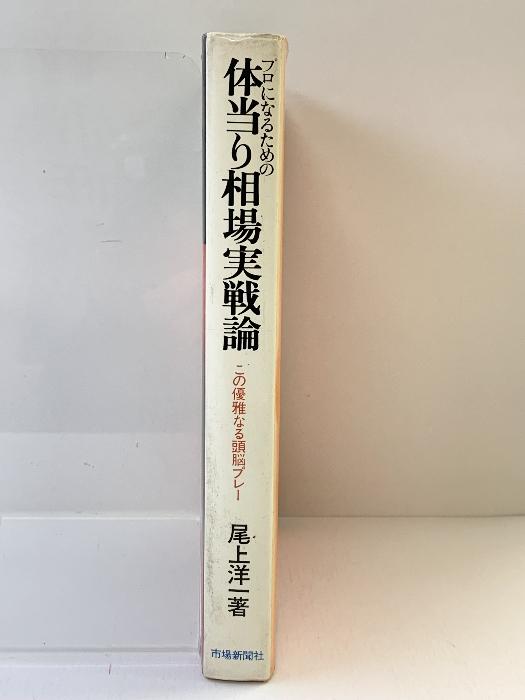 プロになるための
体当り相場実戦論
この優雅なる頭脳プレー
尾上洋一著
市場新聞社